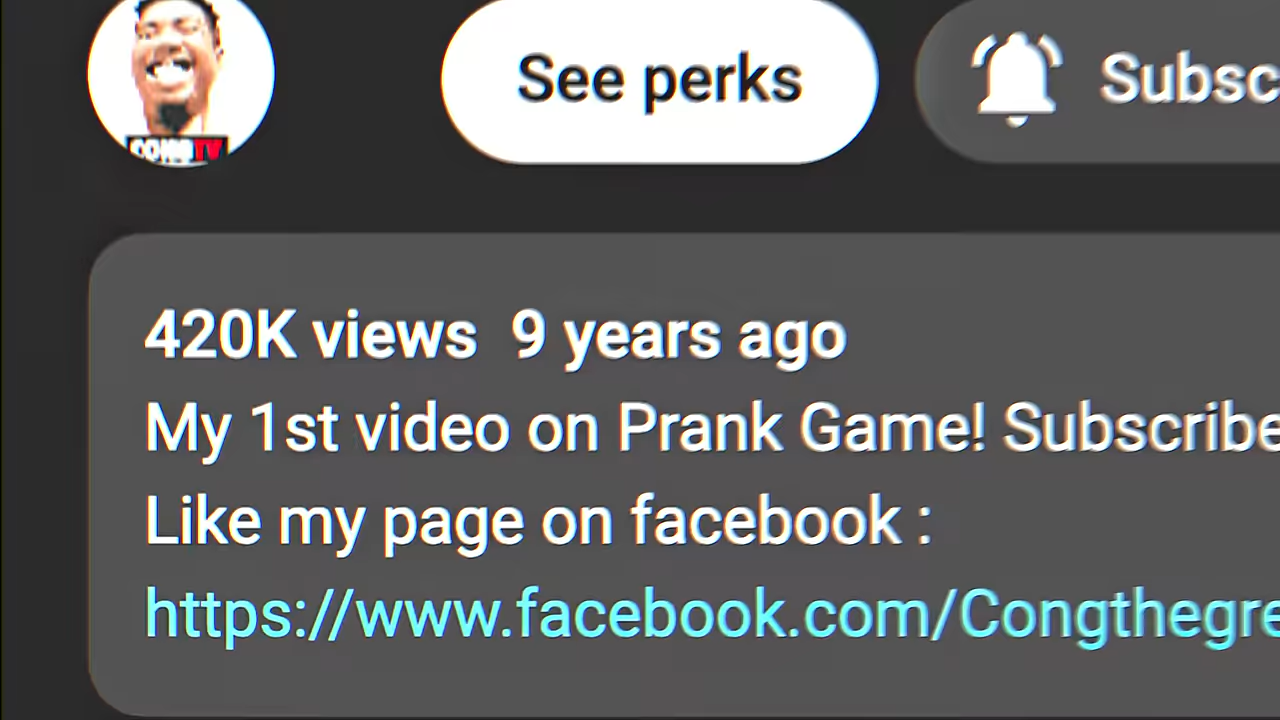 CONGTV
See perks
Subsc
420K views 9 years ago
My 1st video on Prank Game! Subscribe
Like my page on facebook :
https://www.facebook.com/Congthegre